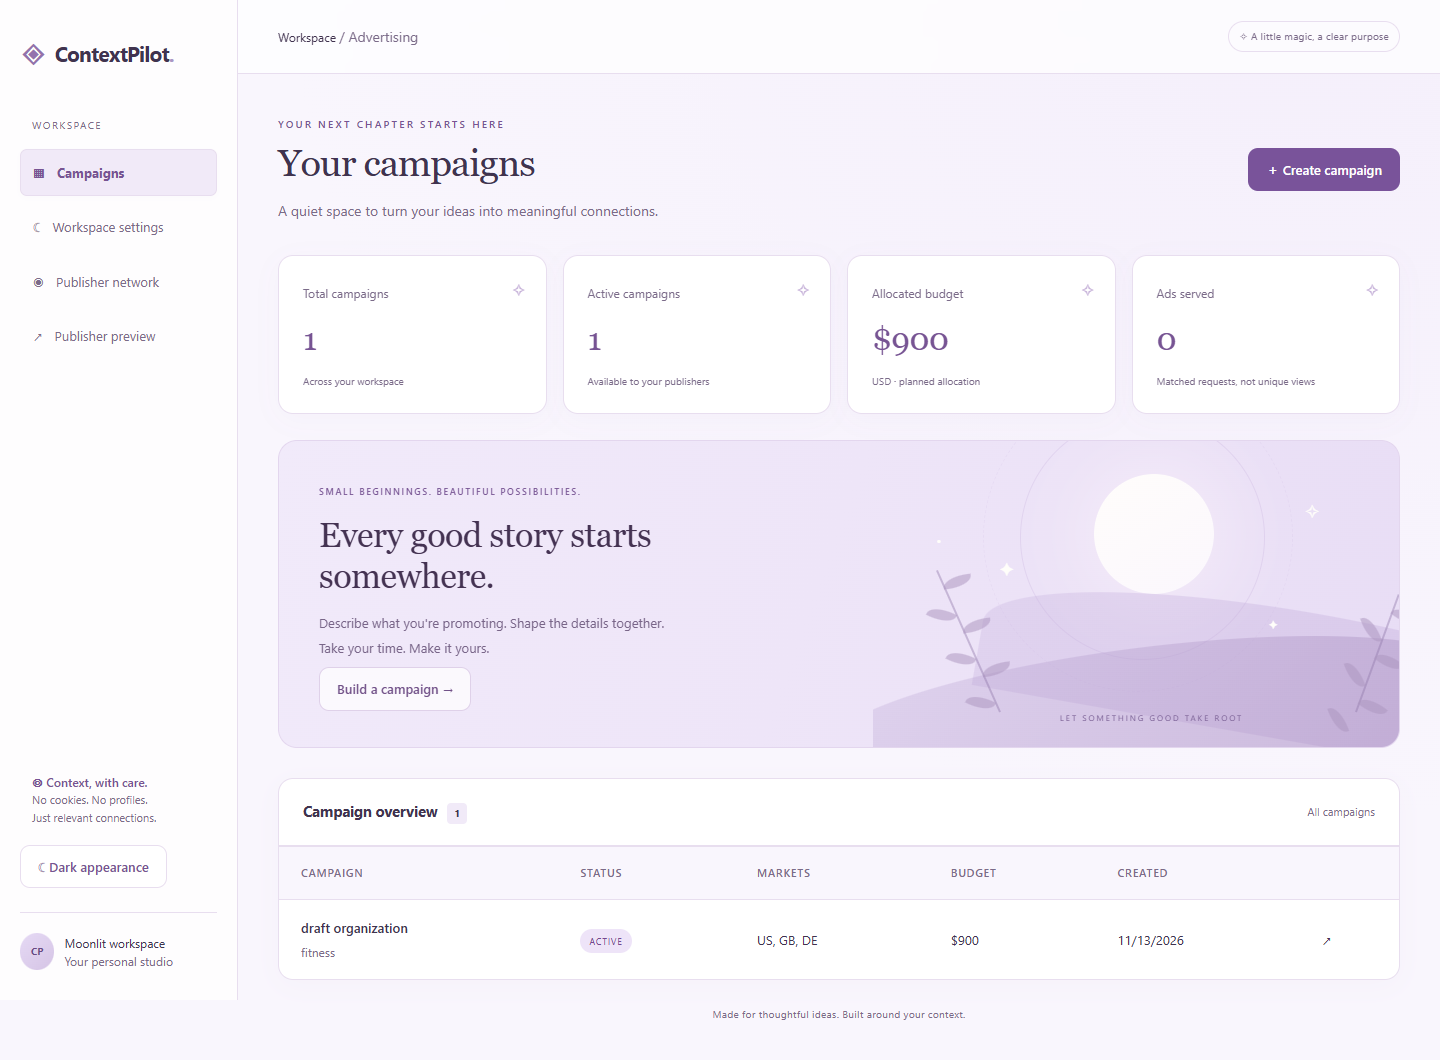 ContextPilot.
WORKSPACE
Campaigns
Workspace settings
Publisher network
Publisher preview
Context, with care.
No cookies. No profiles.
Just relevant connections.
Dark appearance
CP
Moonlit workspace
Your personal studio
Workspace / Advertising
A little magic, a clear purpose
YOUR NEXT CHAPTER STARTS HERE
Your campaigns
A quiet space to turn your ideas into meaningful connections.
+ Create campaign
Total campaigns
1
Across your workspace
Active campaigns
1
Available to your publishers
Allocated budget
$900
USD · planned allocation
Ads served
0
Matched requests, not unique views
SMALL BEGINNINGS. BEAUTIFUL POSSIBILITIES.
Every good story starts
somewhere.
Describe what you're promoting. Shape the details together.
Take your time. Make it yours.
Build a campaign →
LET SOMETHING GOOD TAKE ROOT
Campaign overview 1
All campaigns
CAMPAIGN STATUS MARKETS BUDGET CREATED
draft organization
fitness
ACTIVE US, GB, DE $900 11/13/2026 ↗
Made for thoughtful ideas. Built around your context.